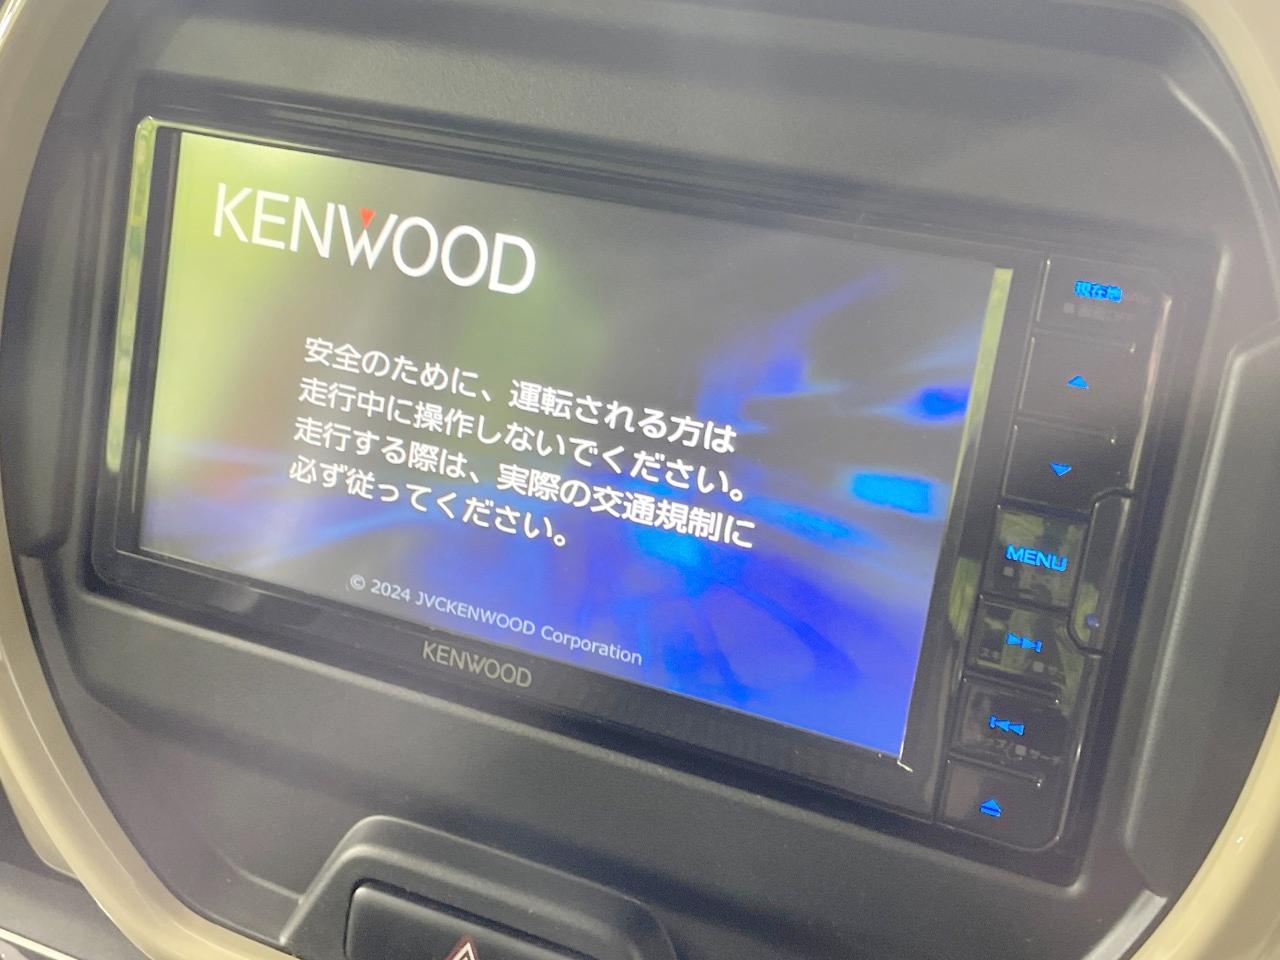 KENWOOD
安全のために、運転される方は
走行中に操作しないでください。
走行する際は、実際の交通規制に
必ず従ってください。
© 2024 JVCKENWOOD Corporation
KENWOOD
現在地
MENU